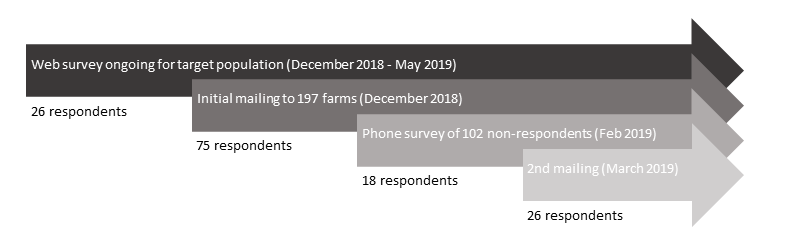 Web survey ongoing for target population (December 2018 - May 2019)
26 respondents
Initial mailing to 197 farms (December 2018)
75 respondents
Phone survey of 102 non-respondents (Feb 2019)
18 respondents
2nd mailing (March 2019)
26 respondents